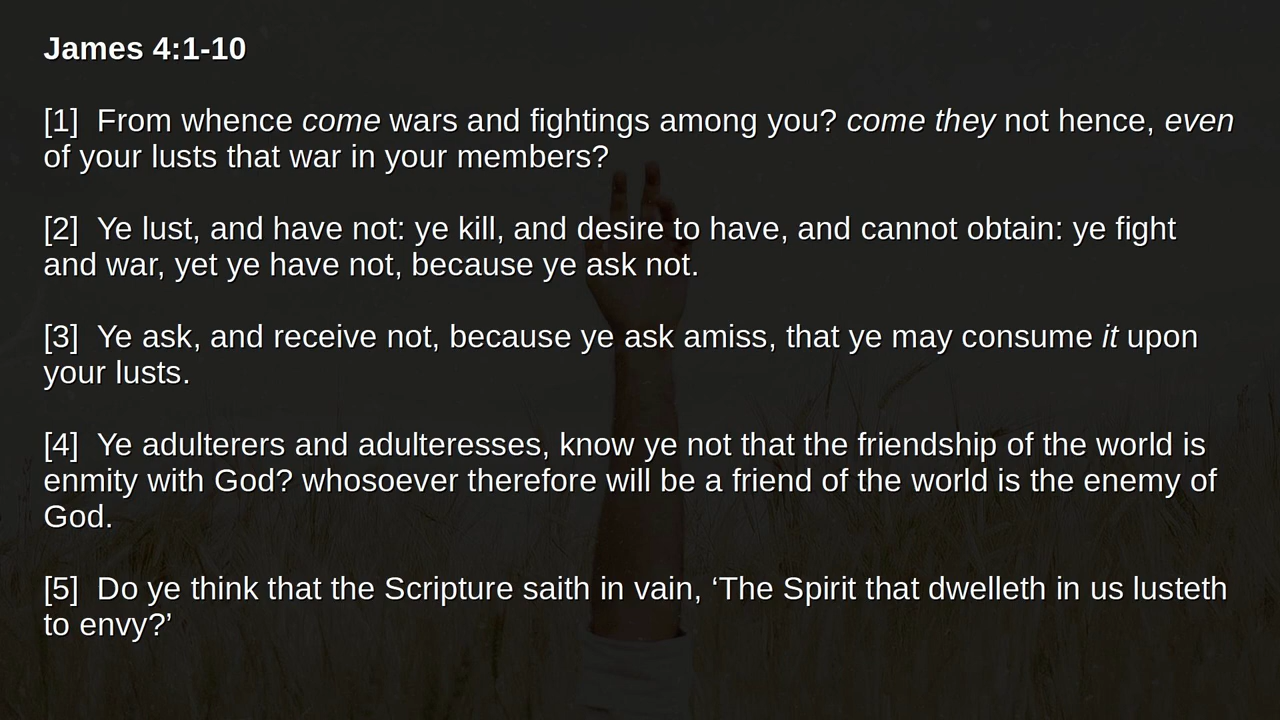 James 4:1-10
[1]  From whence come wars and fightings among you? come they not hence, even
of your lusts that war in your members?
[2]  Ye lust, and have not: ye kill, and desire to have, and cannot obtain: ye fight
and war, yet ye have not, because ye ask not.
[3]  Ye ask, and receive not, because ye ask amiss, that ye may consume it upon
your lusts.
[4]  Ye adulterers and adulteresses, know ye not that the friendship of the world is
enmity with God? whosoever therefore will be a friend of the world is the enemy of
God.
[5]  Do ye think that the Scripture saith in vain, ‘The Spirit that dwelleth in us lusteth
to envy?’